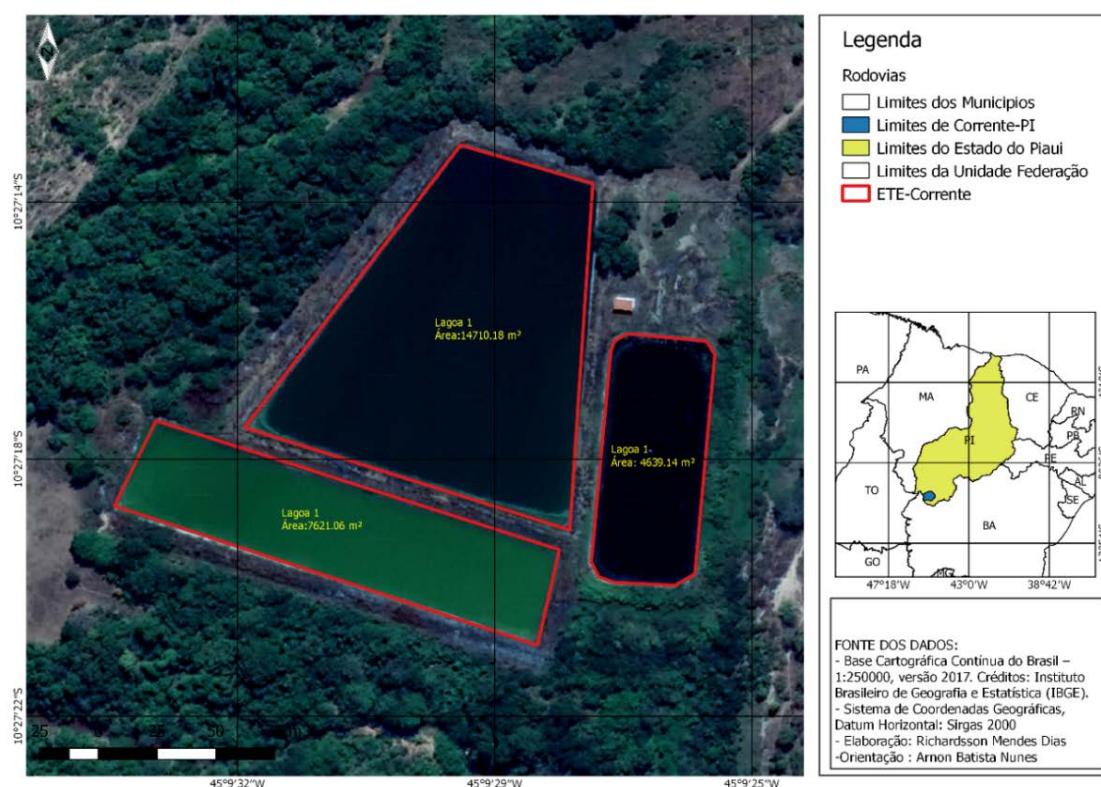 N
10°27'14"S
10°27'18"S
10°27'22"S
Lagoa 1
Área:14710.18 m²
Lagoa 1-
Área: 4639.14 m²
Lagoa 1
Área:7621.06 m²
25
50
45°9'32"W
45°9'29"W
45°9'25"W
Legenda
Rodovias
Limites dos Municipios
Limites de Corrente-PI
Limites do Estado do Piaui
Limites da Unidade Federação
ETE-Corrente
PA
MA
CE
RN
PI
TO
AL
SE
BA
GO
MG
47°18'W
43°0'W
38°42'W
FONTE DOS DADOS:
- Base Cartográfica Contínua do Brasil –
1:250000, versão 2017. Créditos: Instituto
Brasileiro de Geografia e Estatística (IBGE).
- Sistema de Coordenadas Geográficas,
Datum Horizontal: Sirgas 2000
- Elaboração: Richardsson Mendes Dias
-Orientação : Arnon Batista Nunes